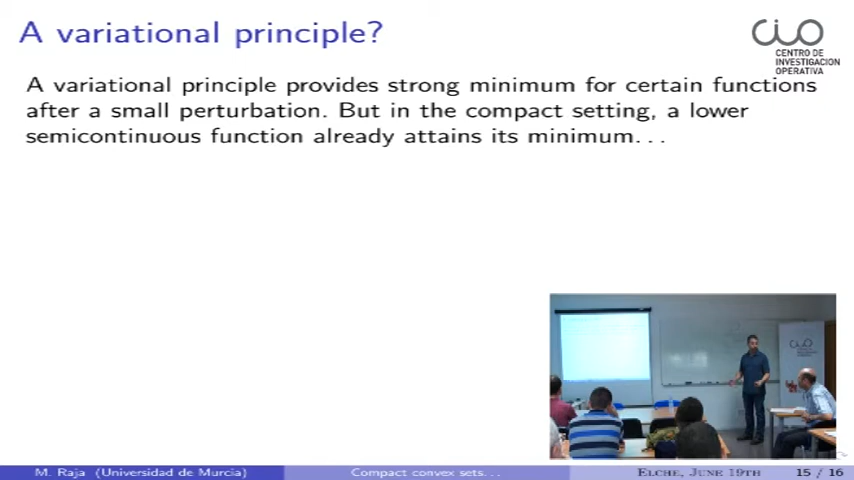 A variational principle?
CIO
CENTRO DE
INVESTIGACION
OPERATIVA
A variational principle provides strong minimum for certain functions
after a small perturbation. But in the compact setting, a lower
semicontinuous function already attains its minimum...
M. Raja (Universidad de Murcia)
Compact convex sets...
Elche, June 19th
15 / 16